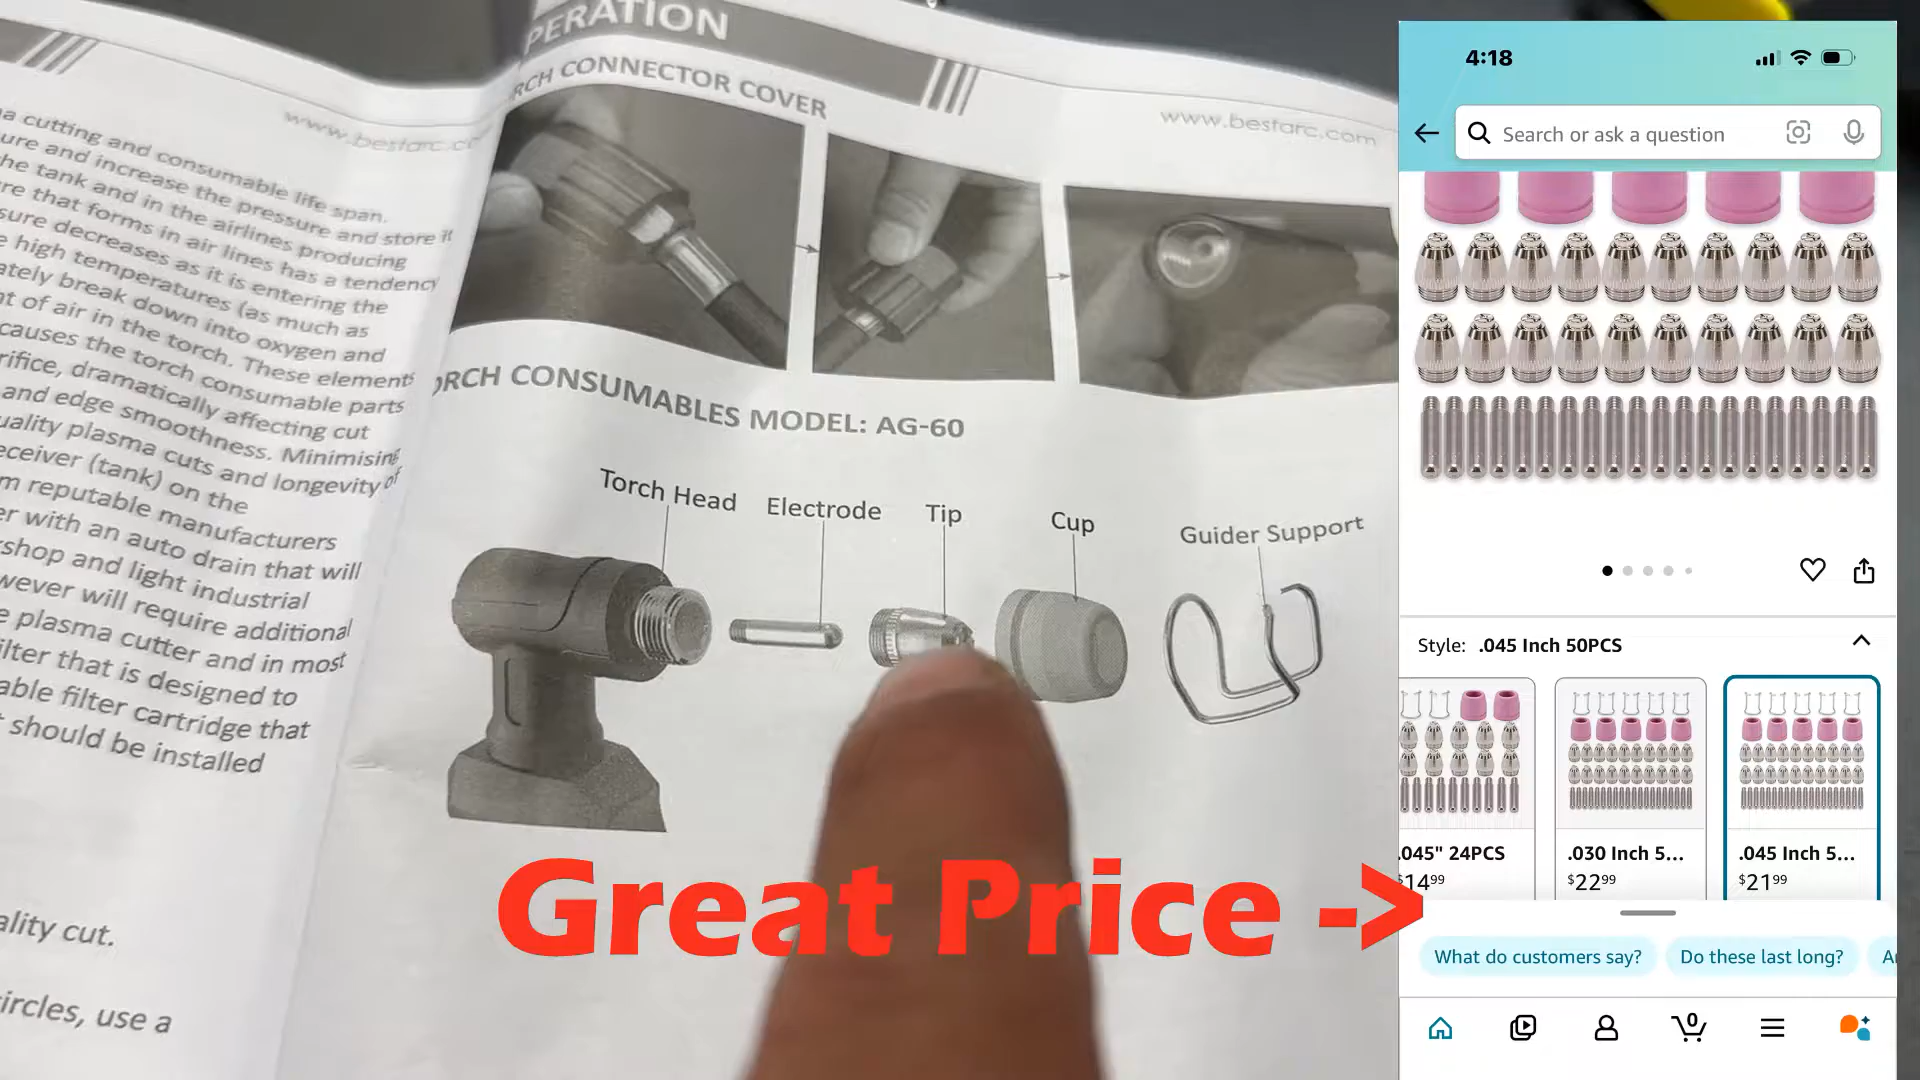 PERATION
RCH CONNECTOR COVER
www.bestarc.co
www.bestarc.com
a cutting and consumable life span.
ure and increase the pressure and store it
he tank and in the airlines producing
re that forms in air lines has a tendency
sure decreases as it is entering the
e high temperatures (as much as
ately break down into oxygen and
nt of air in the torch. These elements
causes the torch consumable parts
rifice, dramatically affecting cut
and edge smoothness. Minimising
uality plasma cuts and longevity of
eceiver (tank) on the
m reputable manufacturers
er with an auto drain that will
shop and light industrial
wever will require additional
e plasma cutter and in most
ilter that is designed to
able filter cartridge that
t should be installed
ality cut.
ircles, use a
ORCH CONSUMABLES MODEL: AG-60
Torch Head
Electrode
Tip
Cup
Guider Support
Great Price ->
4:18
Search or ask a question
Style: .045 Inch 50PCS
.045" 24PCS
$14.99
.030 Inch 5...
$22.99
.045 Inch 5...
$21.99
What do customers say?
Do these last long?
0